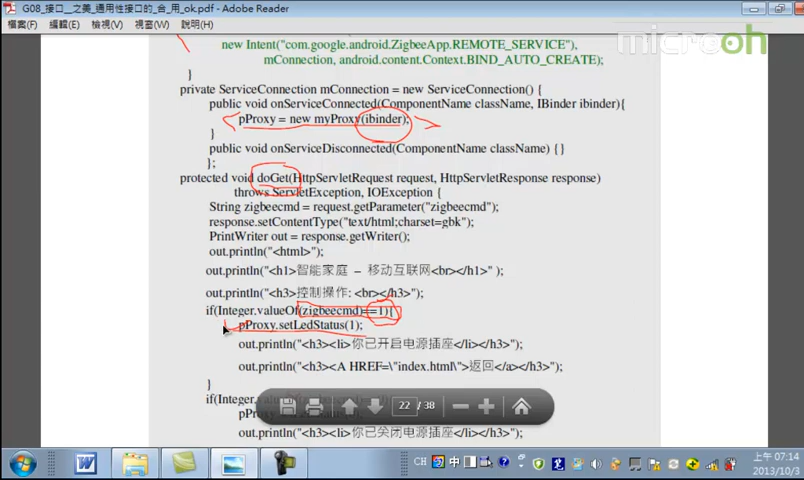 G08_接口__之美_通用性接口的_合_用_ok.pdf - Adobe Reader
檔案(F) 編輯(E) 檢視(V) 視窗(W) 說明(H)
microoh
new Intent("com.google.android.ZigbeeApp.REMOTE_SERVICE"),
mConnection, android.content.Context.BIND_AUTO_CREATE);
}
private ServiceConnection mConnection = new ServiceConnection() {
public void onServiceConnected(ComponentName className, IBinder ibinder){
pProxy = new myProxy(ibinder);
}
public void onServiceDisconnected(ComponentName className) {}
};
protected void doGet(HttpServletRequest request, HttpServletResponse response)
throws ServletException, IOException {
String zigbeecmd = request.getParameter("zigbeecmd");
response.setContentType("text/html;charset=gbk");
PrintWriter out = response.getWriter();
out.println("<html>");
out.println("<h1>智能家庭 – 移动互联网<br></h1>" );
out.println("<h3>控制操作: <br></h3>");
if(Integer.valueOf(zigbeecmd)==1){
pProxy.setLedStatus(1);
out.println("<h3><li>你已开启电源插座</li></h3>");
out.println("<h3><A HREF=\"index.html\">返回</a></h3>");
}
22 / 38
out.println("<h3><li>你已关闭电源插座</li></h3>");
CH 中
上午 07:14
2013/10/3